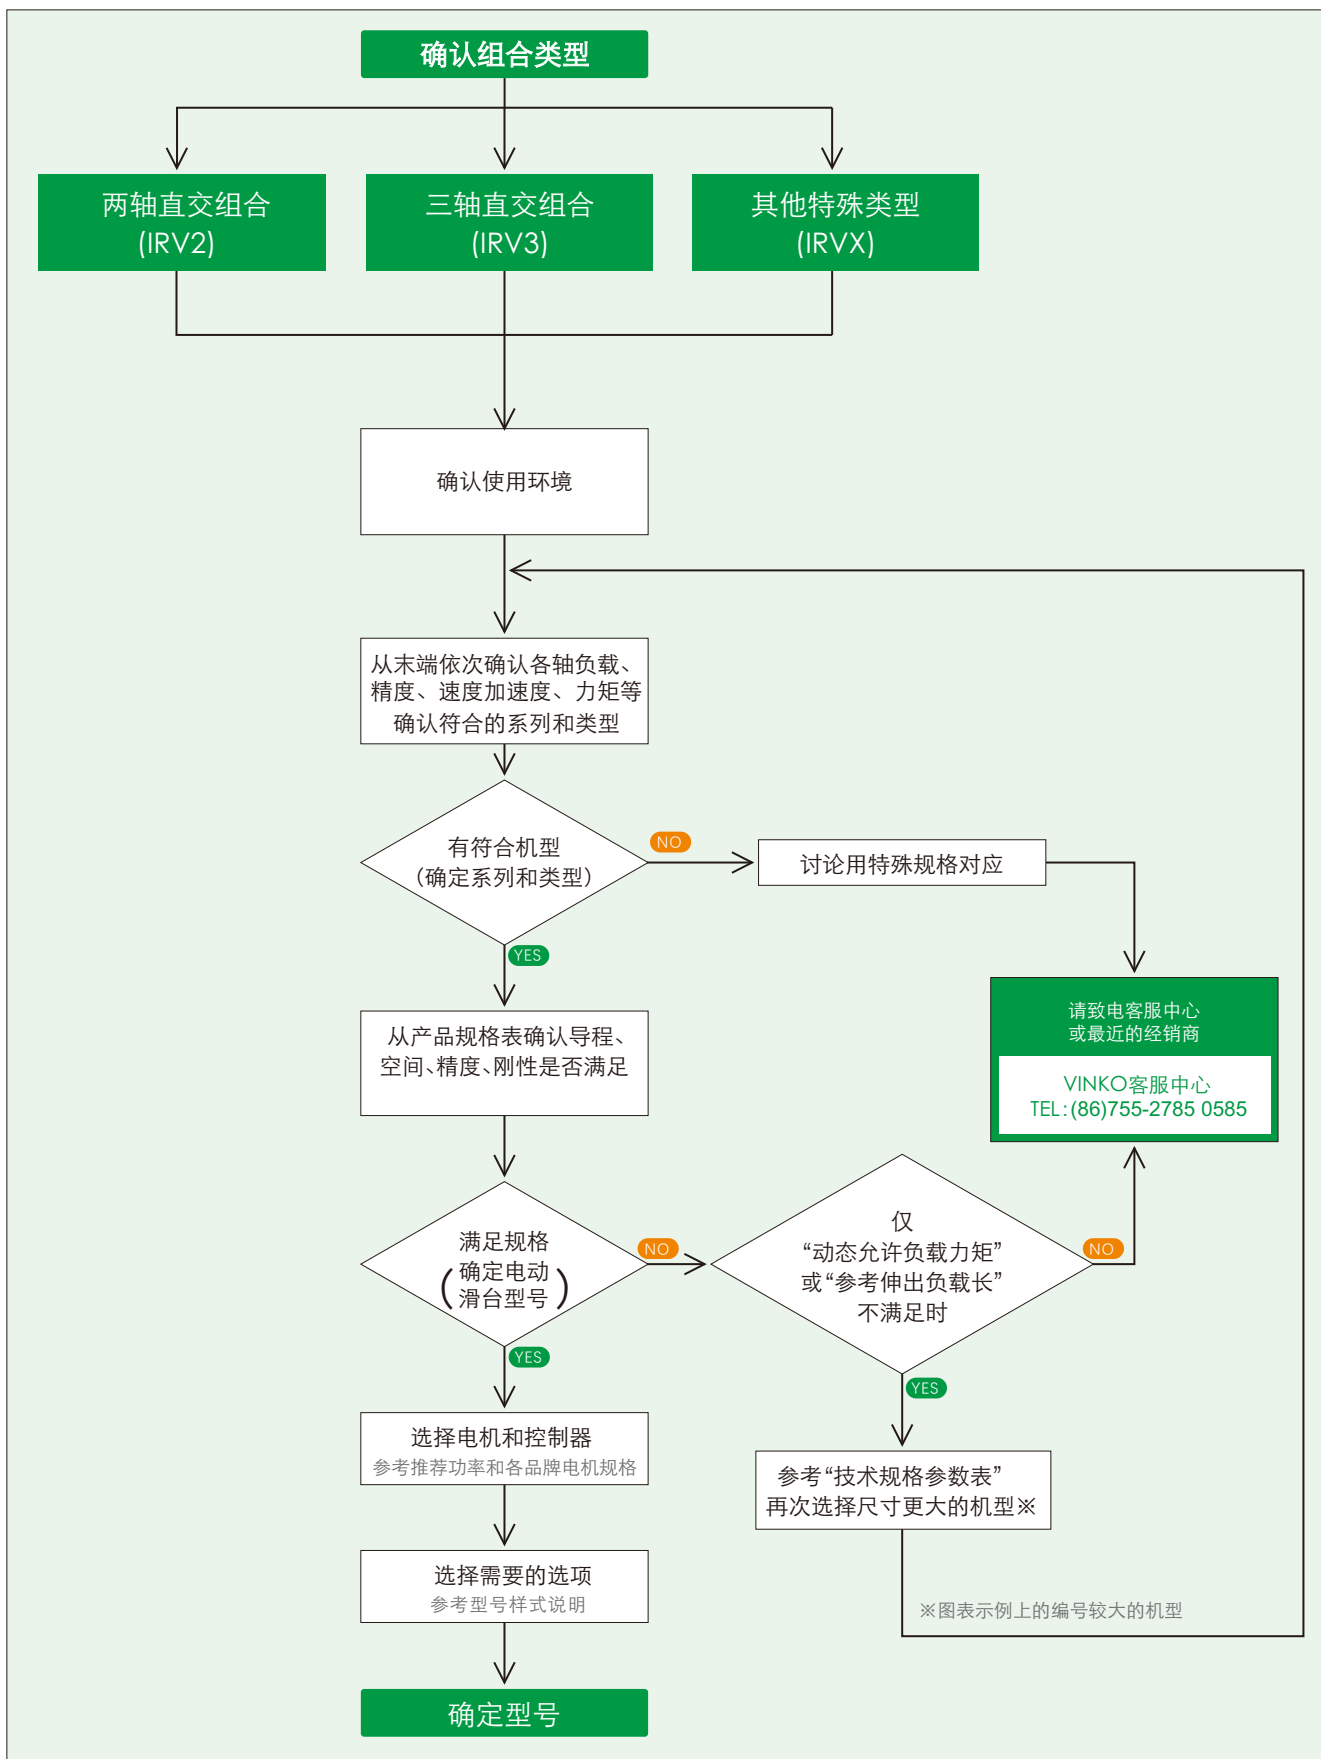 确认组合类型
两轴直交组合
(IRV2)
三轴直交组合
(IRV3)
其他特殊类型
(IRVX)
确认使用环境
从末端依次确认各轴负载、
精度、速度加速度、力矩等
确认符合的系列和类型
有符合机型
（确定系列和类型）
NO
讨论用特殊规格对应
YES
请致电客服中心
或最近的经销商
VINKO客服中心
TEL:(86)755-2785 0585
从产品规格表确认导程、
空间、精度、刚性是否满足
满足规格
(确定电动
滑台型号)
NO
仅
“动态允许负载力矩”
或“参考伸出负载长”
不满足时
NO
YES
YES
选择电机和控制器
参考推荐功率和各品牌电机规格
参考“技术规格参数表”
再次选择尺寸更大的机型※
选择需要的选项
参考型号样式说明
※图表示例上的编号较大的机型
确定型号